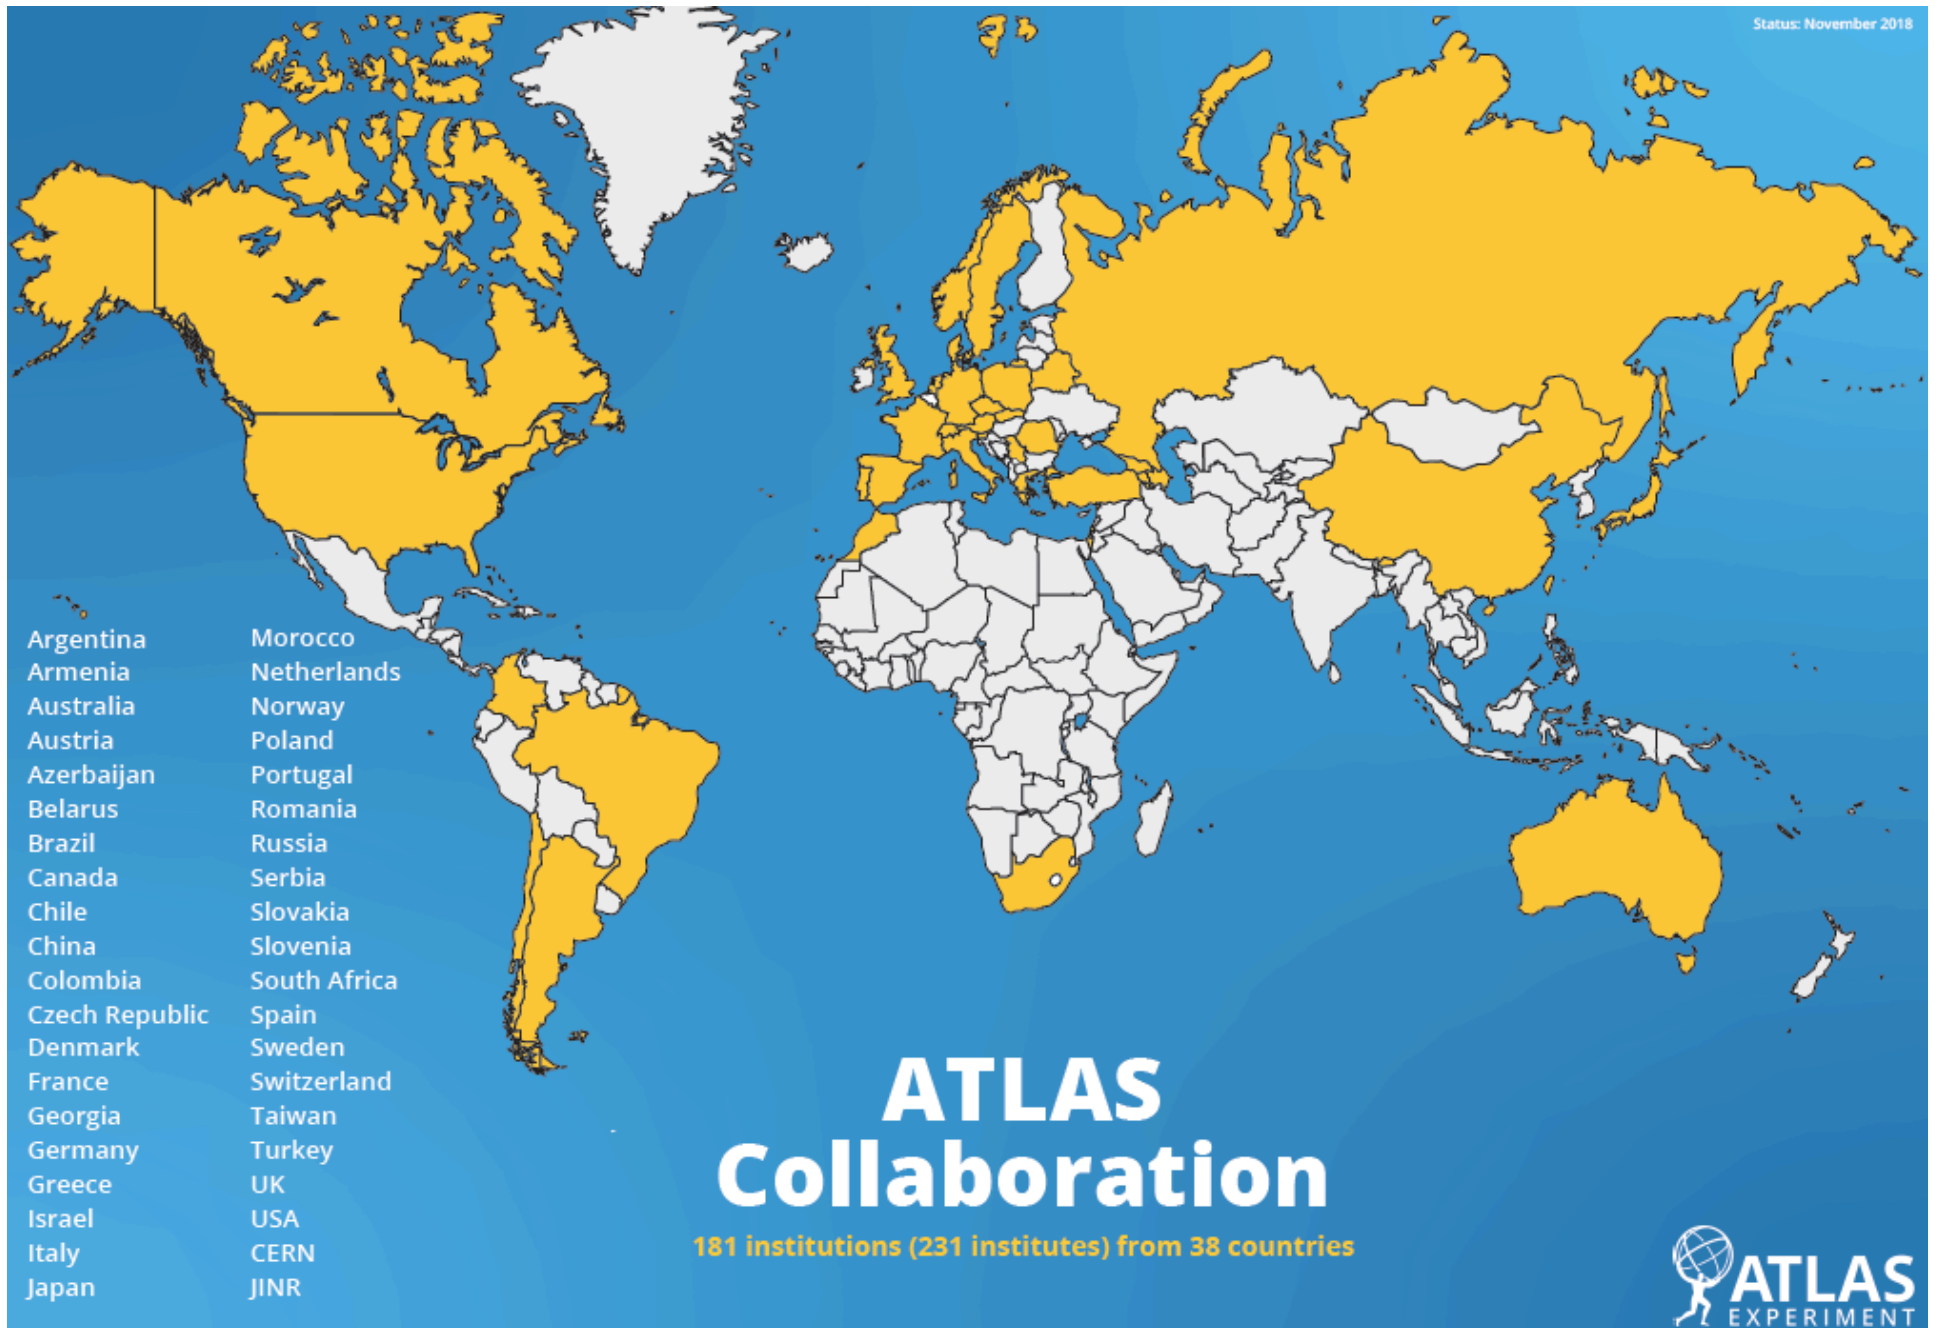 Status: November 2018
Argentina
Armenia
Australia
Austria
Azerbaijan
Belarus
Brazil
Canada
Chile
China
Colombia
Czech Republic
Denmark
France
Georgia
Germany
Greece
Israel
Italy
Japan
Morocco
Netherlands
Norway
Poland
Portugal
Romania
Russia
Serbia
Slovakia
Slovenia
South Africa
Spain
Sweden
Switzerland
Taiwan
Turkey
UK
USA
CERN
JINR
ATLAS
Collaboration
181 institutions (231 institutes) from 38 countries
ATLAS
EXPERIMENT